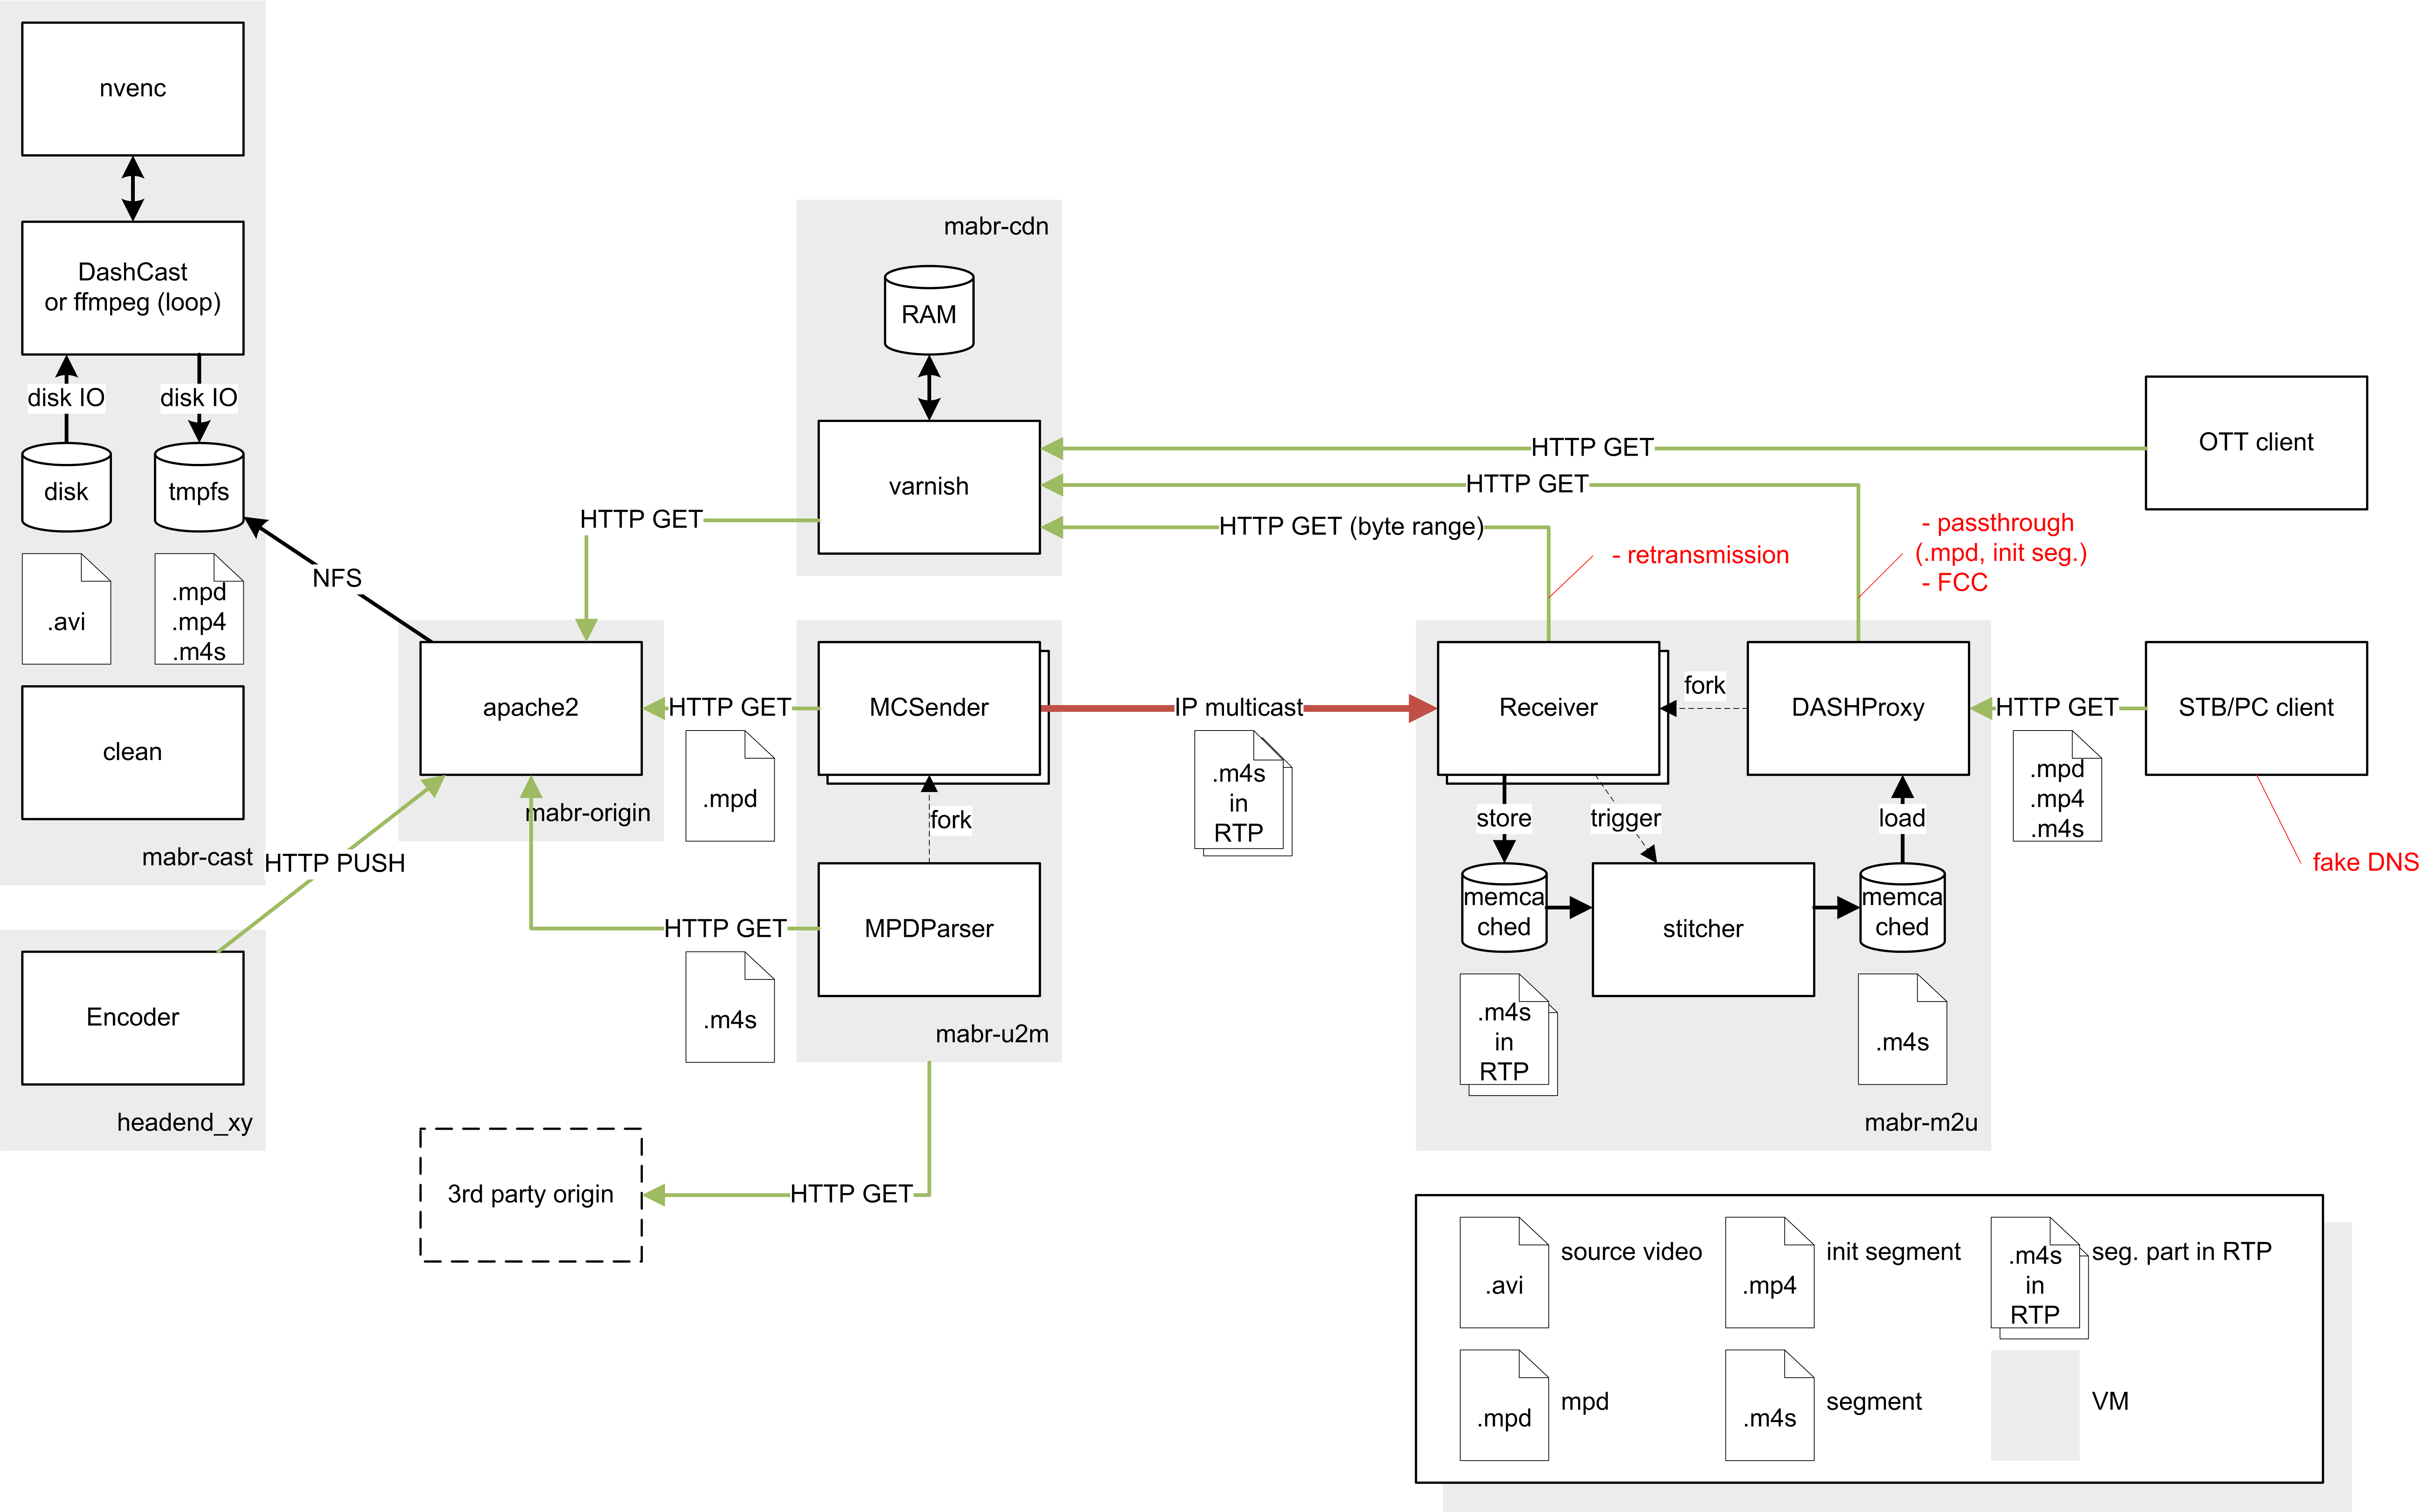 nvenc
DashCast
or ffmpeg (loop)
disk IO
disk IO
disk
tmpfs
.avi
.mpd
.mp4
.m4s
clean
mabr-cast
NFS
HTTP PUSH
Encoder
headend_xy
apache2
mabr-origin
HTTP GET
mabr-cdn
RAM
varnish
HTTP GET
HTTP GET
HTTP GET (byte range)
- retransmission
- passthrough
(.mpd, init seg.)
- FCC
OTT client
HTTP GET
.mpd
MCSender
fork
MPDParser
mabr-u2m
HTTP GET
.m4s
3rd party origin
HTTP GET
IP multicast
.m4s
in
RTP
Receiver
fork
DASHProxy
HTTP GET
.mpd
.mp4
.m4s
STB/PC client
fake DNS
store
trigger
load
memca
ched
stitcher
memca
ched
.m4s
in
RTP
.m4s
mabr-m2u
.avi
source video
.mp4
init segment
.m4s
in
RTP
seg. part in RTP
.mpd
mpd
.m4s
segment
VM